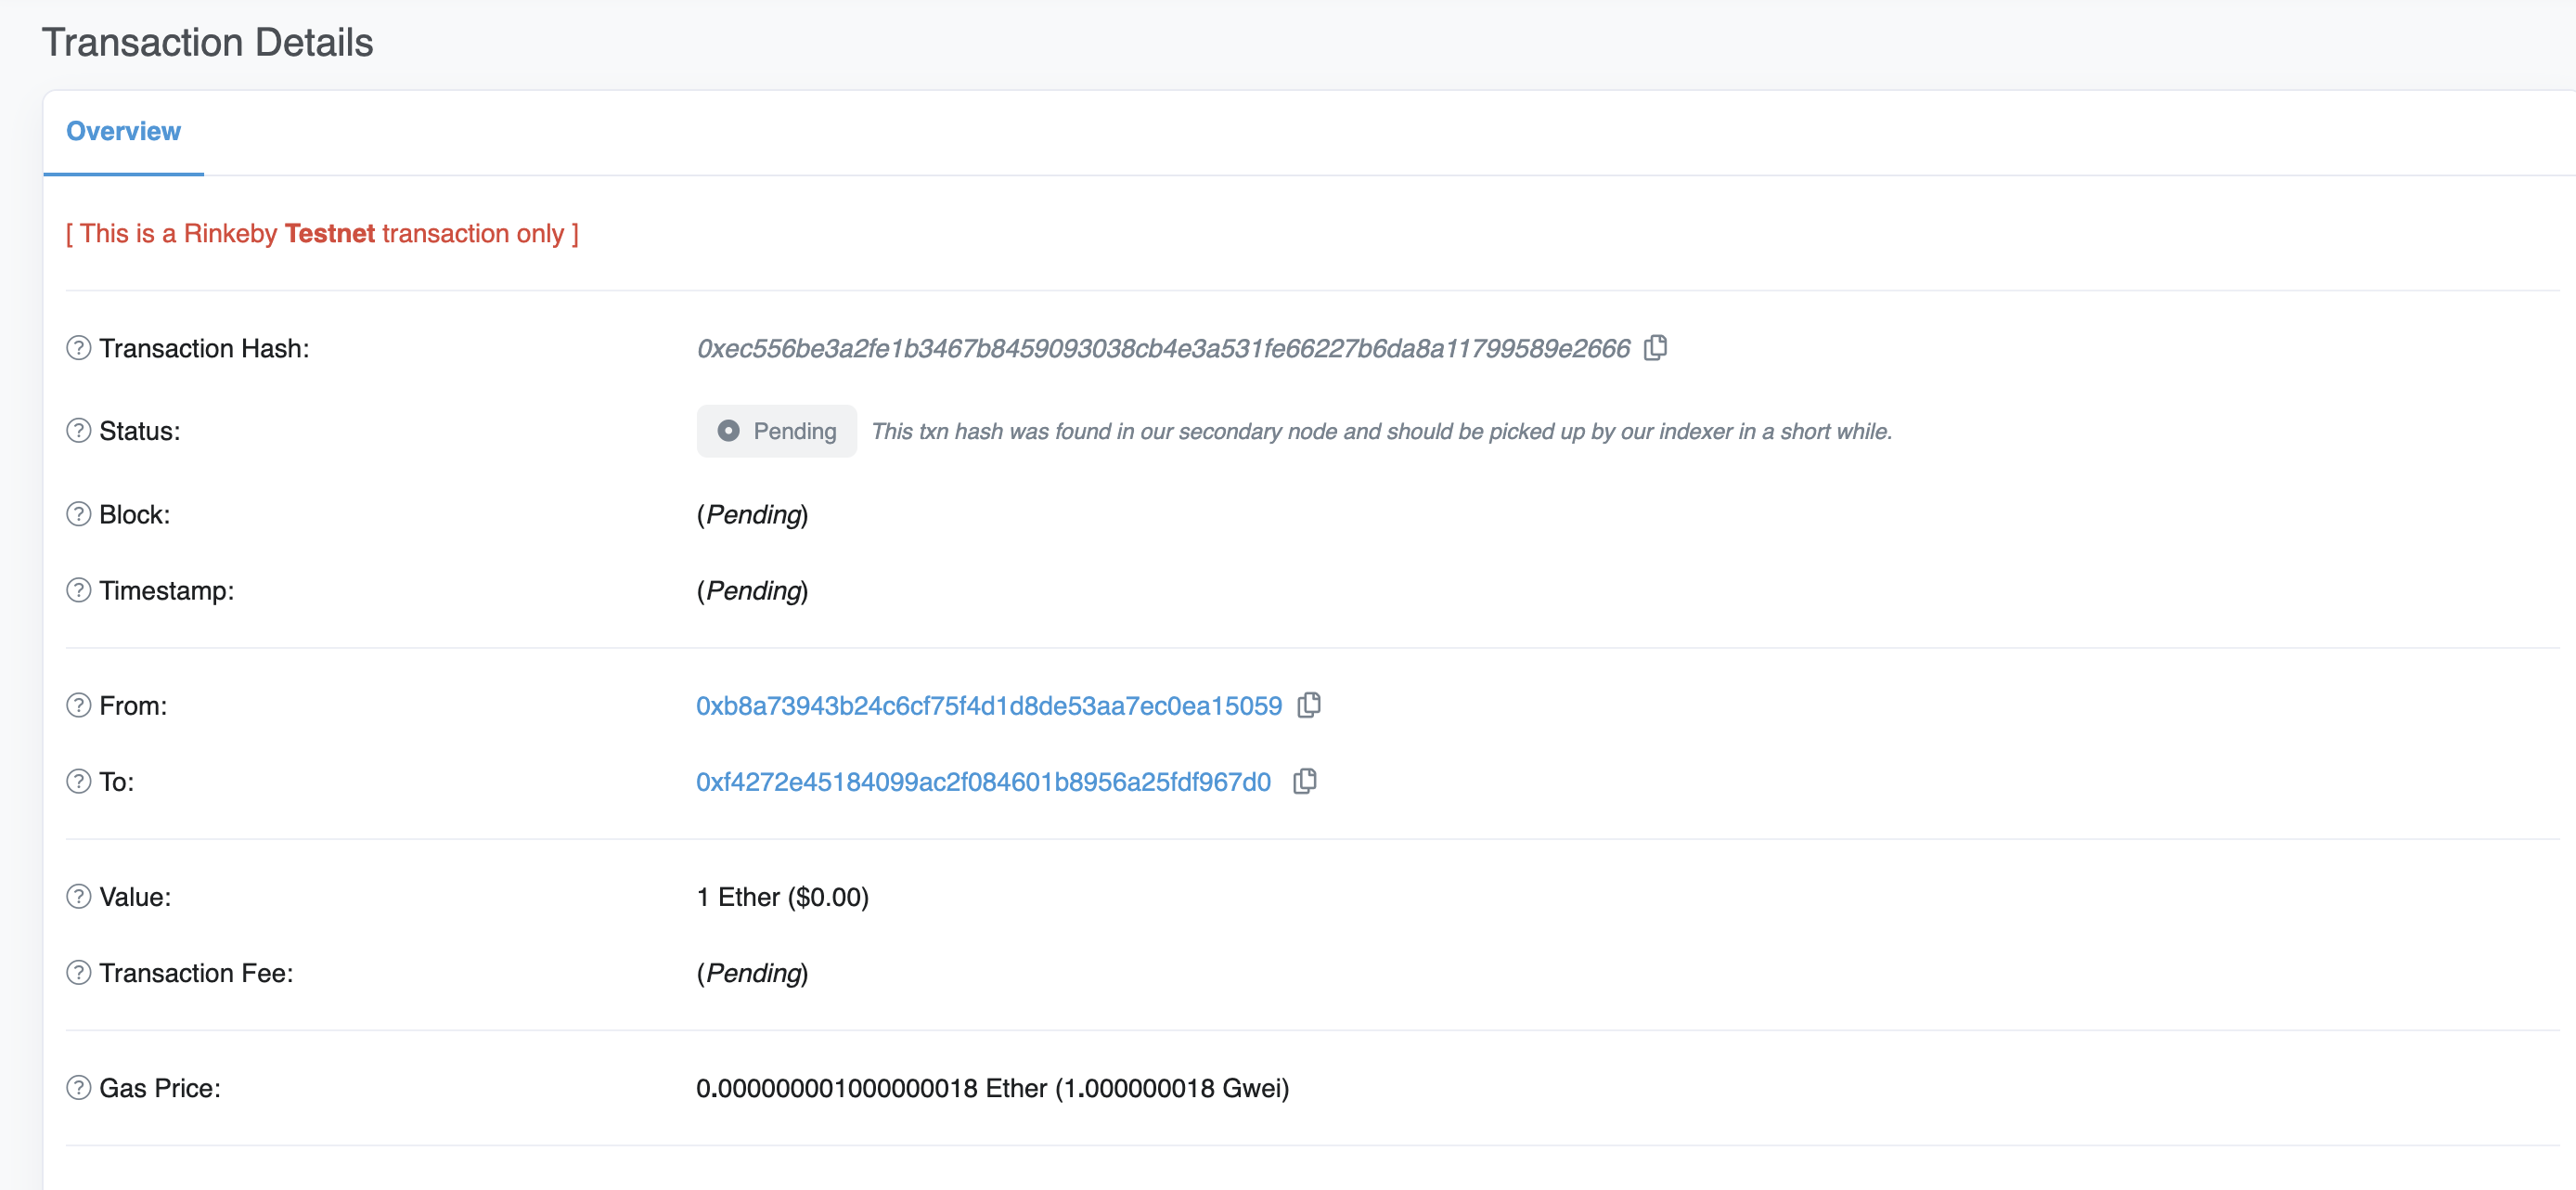 Transaction Details
Overview
[ This is a Rinkeby Testnet transaction only ]
Transaction Hash: 0xec556be3a2fe1b3467b8459093038cb4e3a531fe66227b6da8a11799589e2666
Status: Pending This txn hash was found in our secondary node and should be picked up by our indexer in a short while.
Block: (Pending)
Timestamp: (Pending)
From: 0xb8a73943b24c6cf75f4d1d8de53aa7ec0ea15059
To: 0xf4272e45184099ac2f084601b8956a25fdf967d0
Value: 1 Ether ($0.00)
Transaction Fee: (Pending)
Gas Price: 0.000000001000000018 Ether (1.000000018 Gwei)